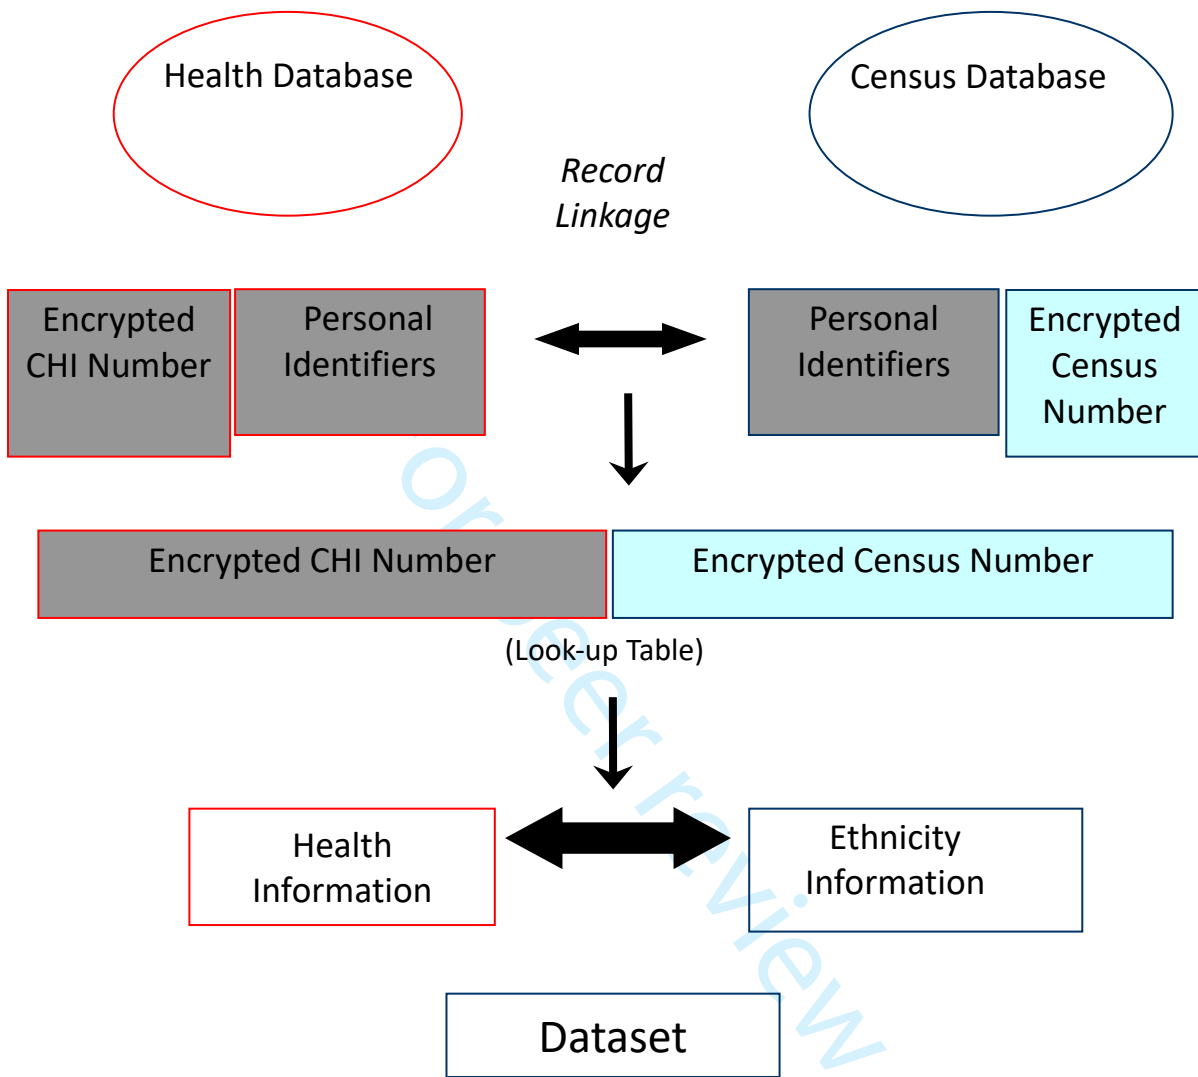 Health Database
Census Database
Record
Linkage
Encrypted
CHI Number
Personal
Identifiers
Personal
Identifiers
Encrypted
Census
Number
Encrypted CHI Number
Encrypted Census Number
(Look-up Table)
Health
Information
Ethnicity
Information
Dataset
or peer review